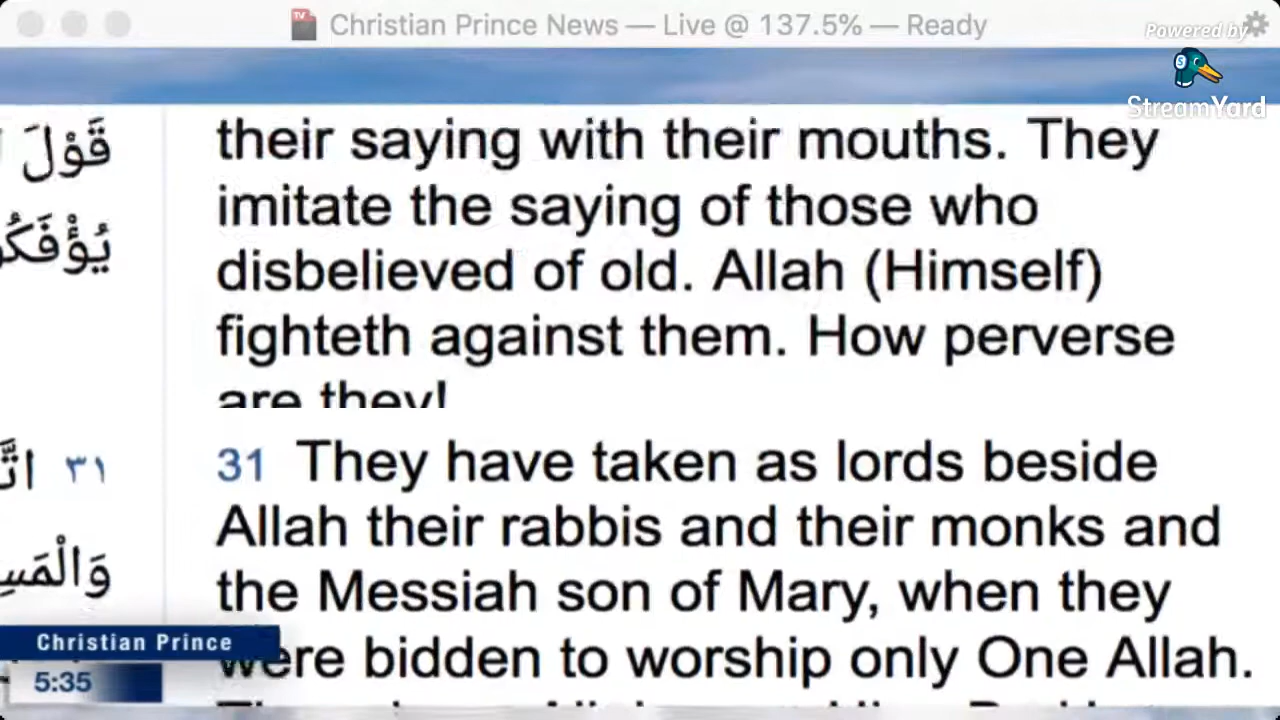 Christian Prince News — Live @ 137.5% — Ready
Powered by
StreamYard
قَوْلَ
their saying with their mouths. They
imitate the saying of those who
disbelieved of old. Allah (Himself)
fighteth against them. How perverse
are they!
٣١
31 They have taken as lords beside
Allah their rabbis and their monks and
the Messiah son of Mary, when they
were bidden to worship only One Allah.
Christian Prince
5:35